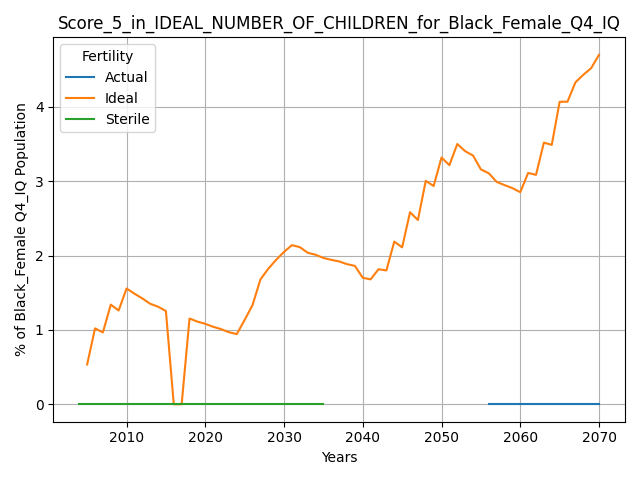 Score_5_in_IDEAL_NUMBER_OF_CHILDREN_for_Black_Female_Q4_IQ
Fertility
Actual
Ideal
Sterile
% of Black_Female Q4_IQ Population
4
3
2
1
0
2010 2020 2030 2040 2050 2060 2070
Years